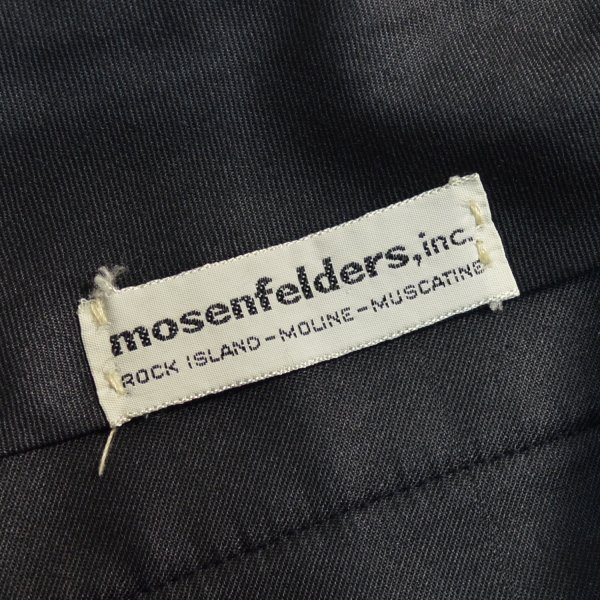 mosenfelders, inc.
ROCK ISLAND-MOLINE-MUSCATINE